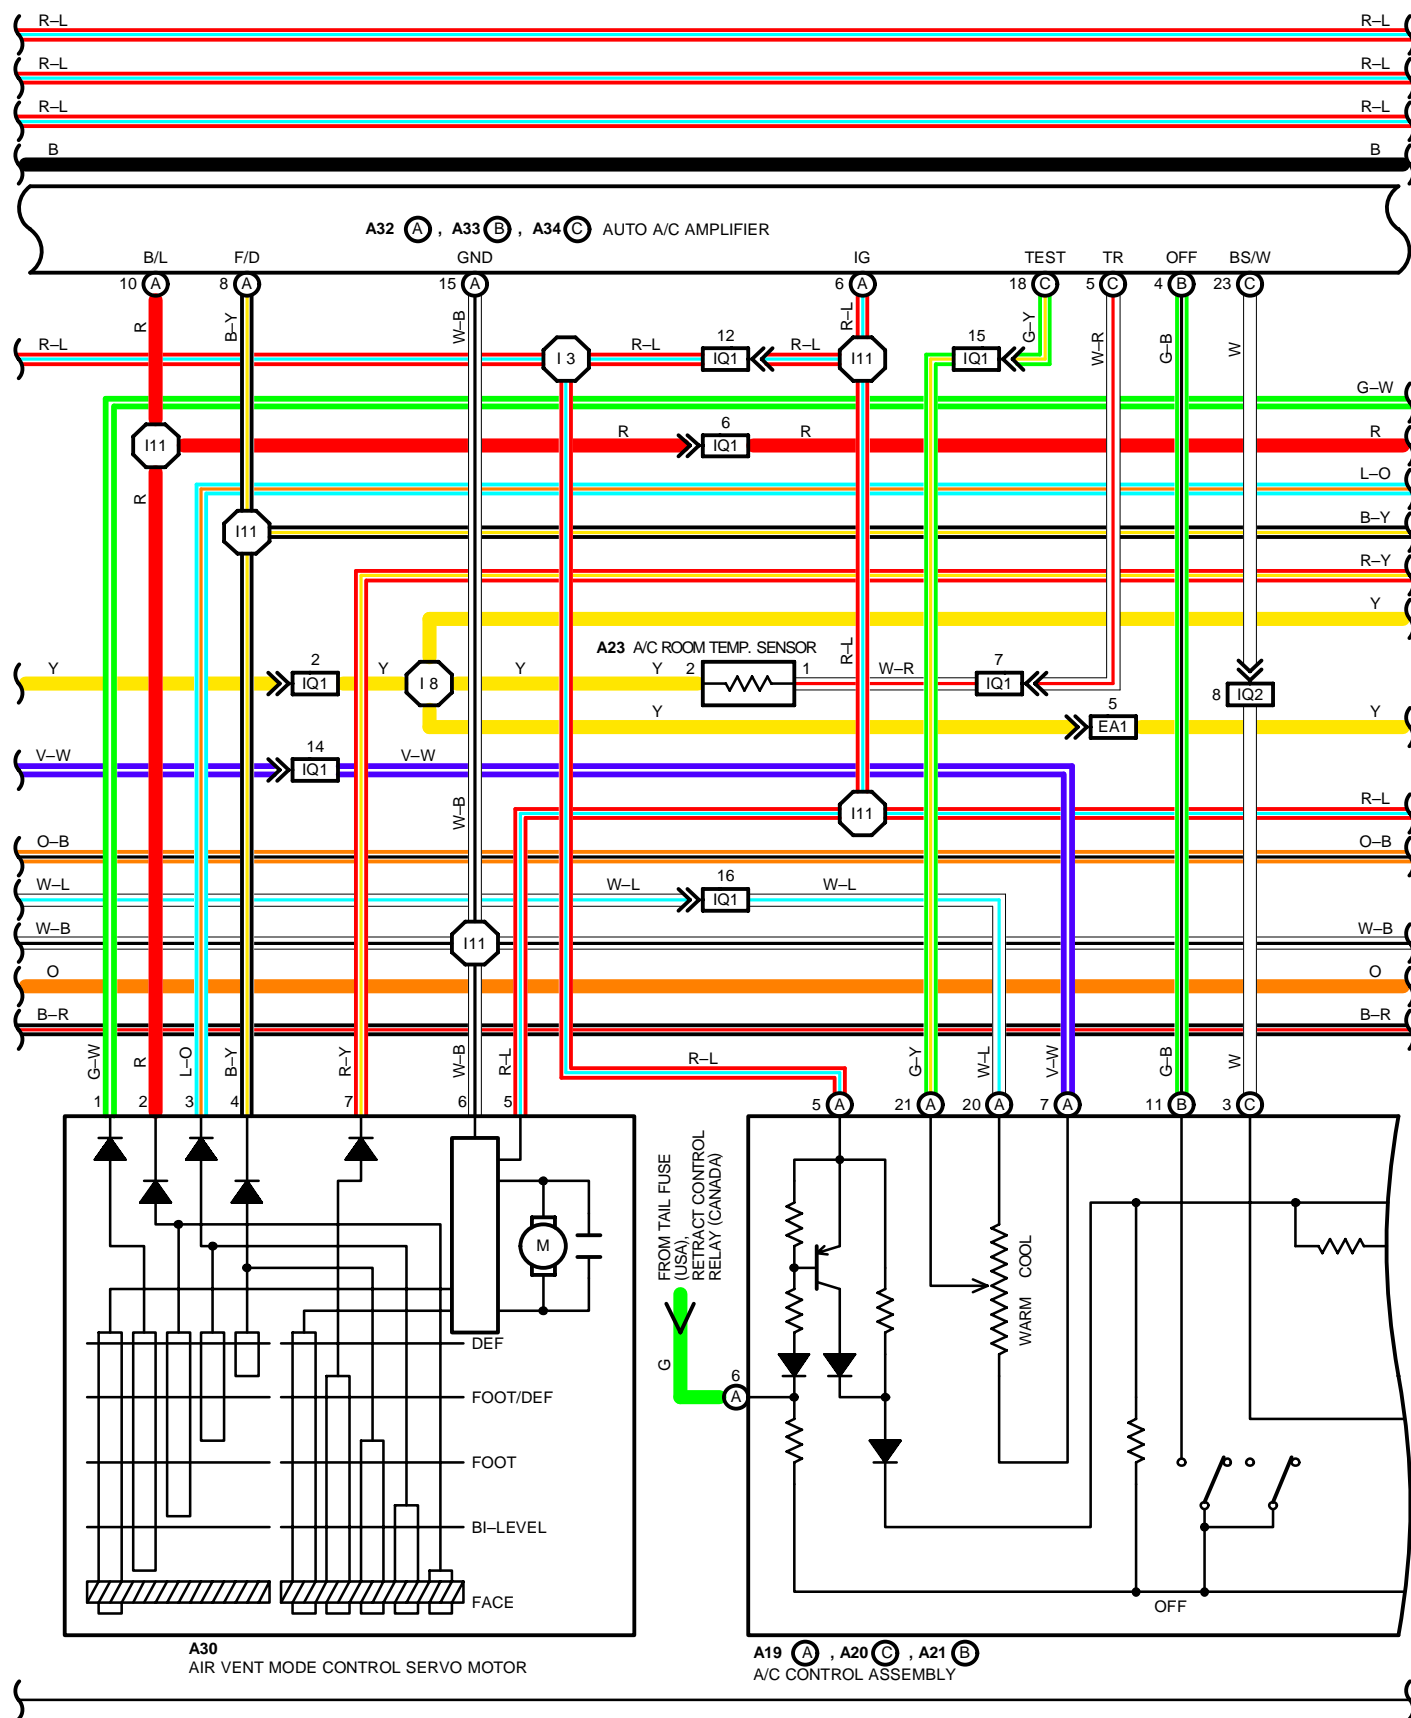 R–L R–L
R–L R–L
R–L R–L
B B
A32 A , A33 B , A34 C AUTO A/C AMPLIFIER
B/L F/D GND IG TEST TR OFF BS/W
10 A 8 A 15 A 6 A 18 C 5 C 4 B 23 C
R B–Y W–B R–L G–Y W–R G–B W
R–L I 3 R–L 12 IQ1 R–L I11 15 IQ1
G–W
I11 R 6 IQ1 R R
R
L–O
I11 B–Y
R–Y
Y
A23 A/C ROOM TEMP. SENSOR
R–L
Y 2 IQ1 Y I 8 Y Y 2 1 W–R 7 IQ1
8 IQ2
Y 5 EA1 Y
V–W 14 IQ1 V–W
W–B I11 R–L
O–B O–B
W–L W–L 16 IQ1 W–L
W–B I11 W–B
O O
B–R B–R
G–W R L–O B–Y R–Y W–B R–L R–L G–Y W–L V–W G–B W
1 2 3 4 7 6 5 5 A 21 A 20 A 7 A 11 B 3 C
FROM TAIL FUSE
(USA),
RETRACT CONTROL
RELAY (CANADA)
M
WARM COOL
G
6
A
DEF
FOOT/DEF
FOOT
BI–LEVEL
FACE
OFF
A30
AIR VENT MODE CONTROL SERVO MOTOR
A19 A , A20 C , A21 B
A/C CONTROL ASSEMBLY